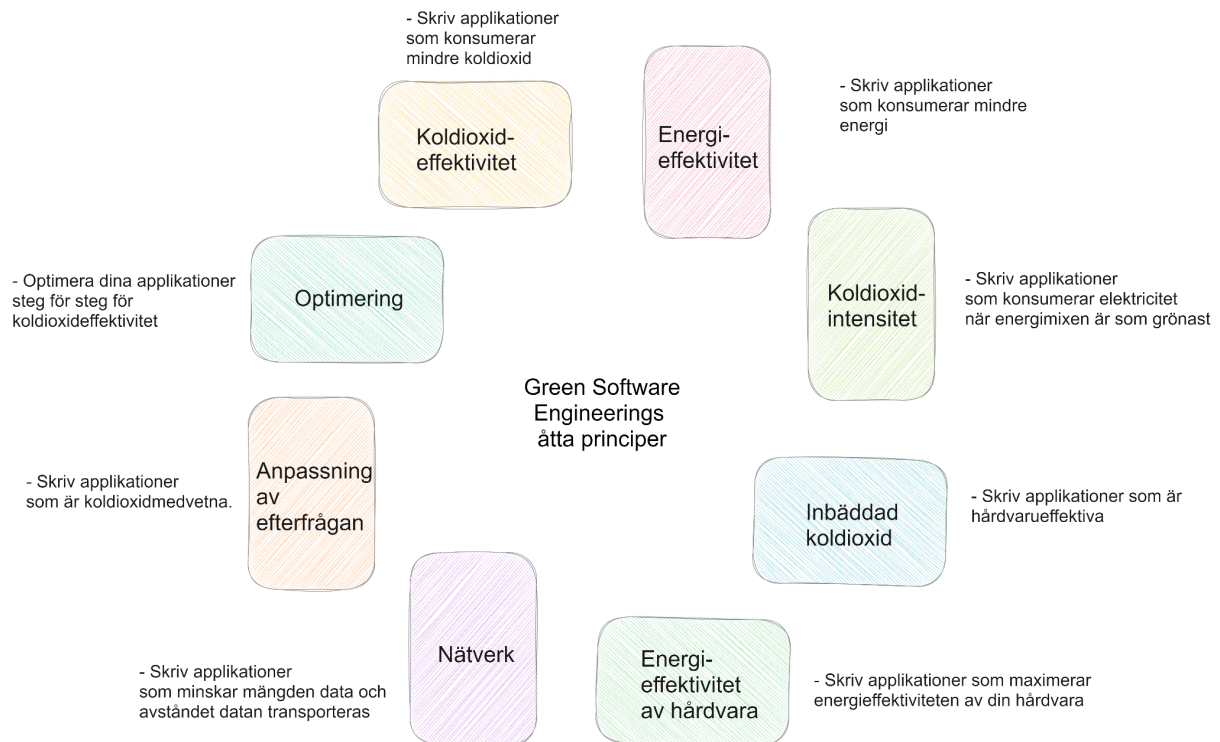 - Skriv applikationer
som konsumerar
mindre koldioxid
Koldioxid-
effektivitet
Energi-
effektivitet
- Skriv applikationer
som konsumerar mindre
energi
Koldioxid-
intensitet
- Skriv applikationer
som konsumerar elektricitet
när energimixen är som grönast
- Optimera dina applikationer
steg för steg för
koldioxideffektivitet
Optimering
Green Software
Engineerings
åtta principer
- Skriv applikationer
som är koldioxidmedvetna.
Anpassning
av
efterfrågan
Inbäddad
koldioxid
- Skriv applikationer som är
hårdvarueffektiva
- Skriv applikationer
som minskar mängden data och
avståndet datan transporteras
Nätverk
Energi-
effektivitet
av hårdvara
- Skriv applikationer som maximerar
energieffektiviteten av din hårdvara